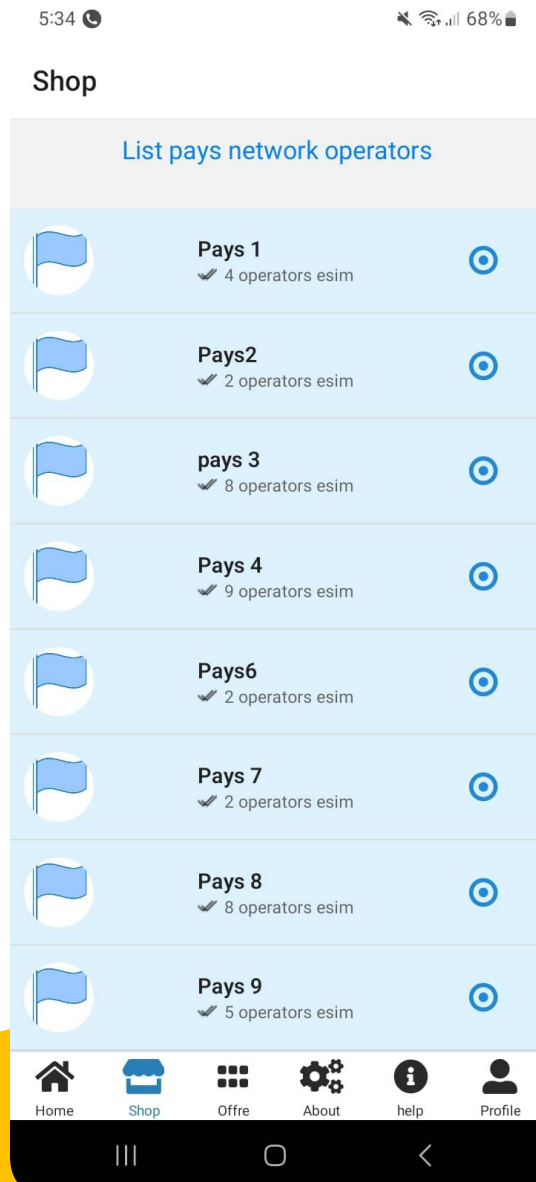 5:34 68%
Shop
List pays network operators
Pays 1
4 operators esim
Pays2
2 operators esim
pays 3
8 operators esim
Pays 4
9 operators esim
Pays6
2 operators esim
Pays 7
2 operators esim
Pays 8
8 operators esim
Pays 9
5 operators esim
Home Shop Offre About help Profile